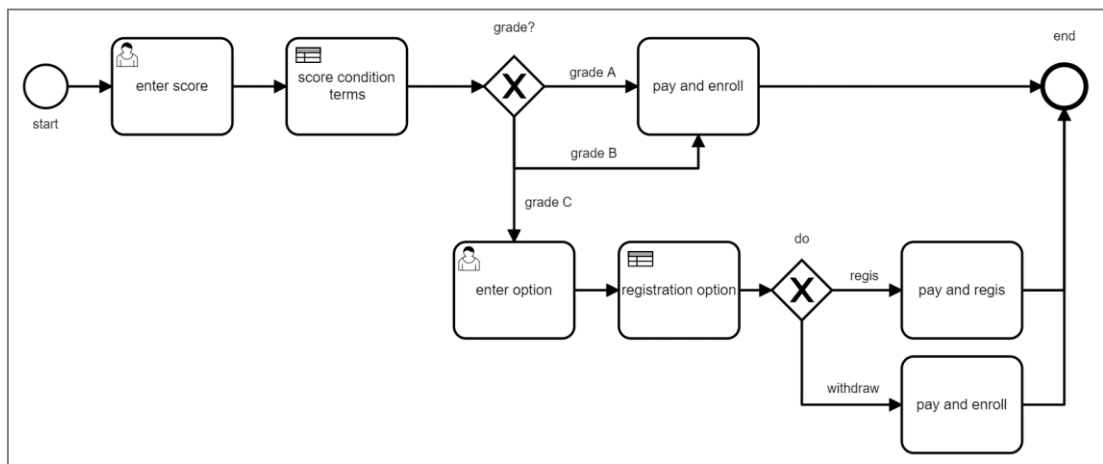 grade?
end
enter score
score condition
terms
grade A
pay and enroll
start
grade B
grade C
do
enter option
registration option
regis
pay and regis
withdraw
pay and enroll